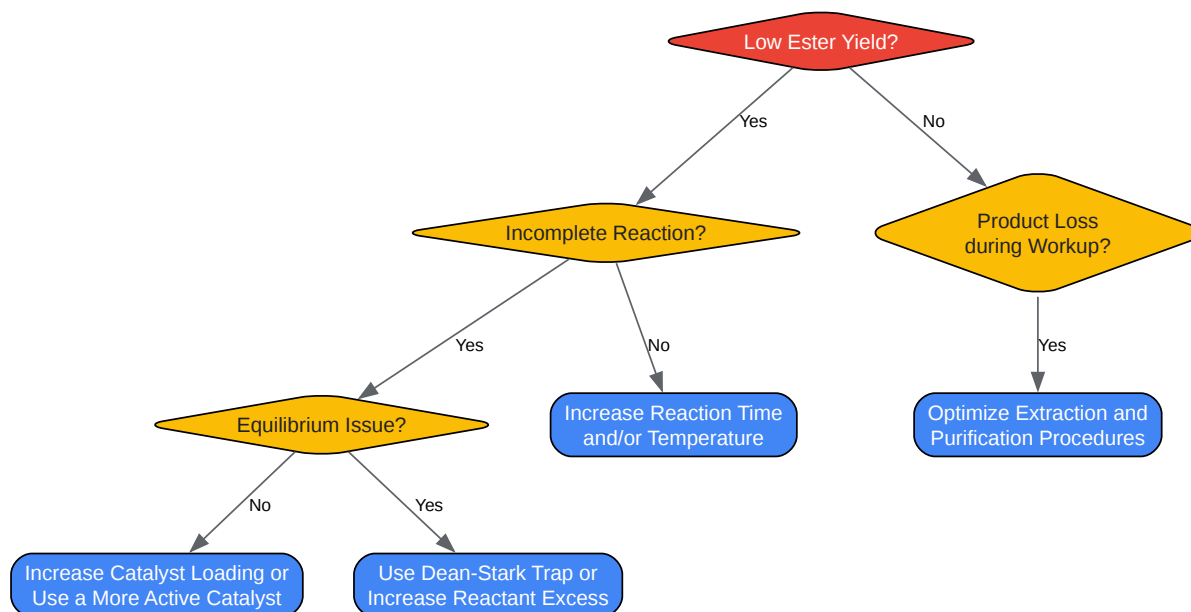 Low Ester Yield?
Yes
No
Product Loss
during Workup?
Incomplete Reaction?
Yes
No
Yes
Increase Reaction Time
and/or Temperature
Optimize Extraction and
Purification Procedures
Equilibrium Issue?
No
Yes
Increase Catalyst Loading or
Use a More Active Catalyst
Use Dean-Stark Trap or
Increase Reactant Excess